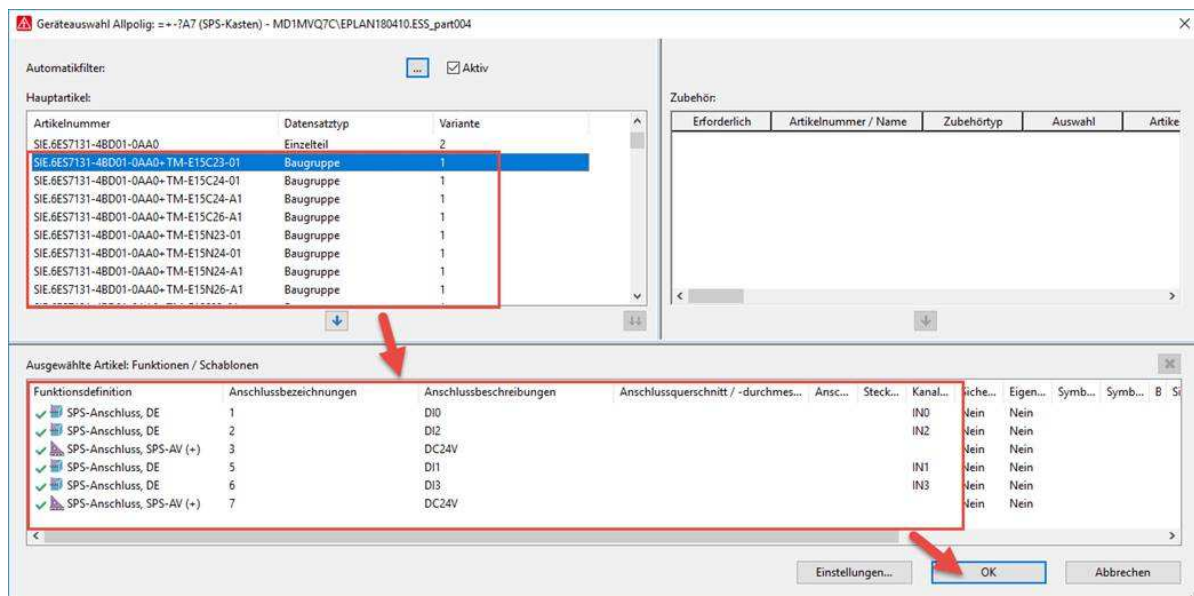 Geräteauswahl Allpolig: =+-?A7 (SPS-Kasten) - MD1MVQ7C\EPLAN180410.ESS_part004
Automatikfilter:
...
Aktiv
Hauptartikel:
Artikelnummer Datensatztyp Variante
SIE.6ES7131-4BD01-0AA0 Einzelteil 2
SIE.6ES7131-4BD01-0AA0+TM-E15C23-01 Baugruppe 1
SIE.6ES7131-4BD01-0AA0+TM-E15C24-01 Baugruppe 1
SIE.6ES7131-4BD01-0AA0+TM-E15C24-A1 Baugruppe 1
SIE.6ES7131-4BD01-0AA0+TM-E15C26-A1 Baugruppe 1
SIE.6ES7131-4BD01-0AA0+TM-E15N23-01 Baugruppe 1
SIE.6ES7131-4BD01-0AA0+TM-E15N24-01 Baugruppe 1
SIE.6ES7131-4BD01-0AA0+TM-E15N24-A1 Baugruppe 1
SIE.6ES7131-4BD01-0AA0+TM-E15N26-A1 Baugruppe 1
Zubehör:
Erforderlich Artikelnummer / Name Zubehörtyp Auswahl Artike
Ausgewählte Artikel: Funktionen / Schablonen
Funktionsdefinition Anschlussbezeichnungen Anschlussbeschreibungen Anschlussquerschnitt / -durchmes... Ansc... Steck... Kanal... Siche... Eigen... Symb... Symb... B Si
SPS-Anschluss, DE 1 DI0 IN0 Nein Nein
SPS-Anschluss, DE 2 DI2 IN2 Nein Nein
SPS-Anschluss, SPS-AV (+) 3 DC24V Nein Nein
SPS-Anschluss, DE 5 DI1 IN1 Nein Nein
SPS-Anschluss, DE 6 DI3 IN3 Nein Nein
SPS-Anschluss, SPS-AV (+) 7 DC24V Nein Nein
Einstellungen... OK Abbrechen